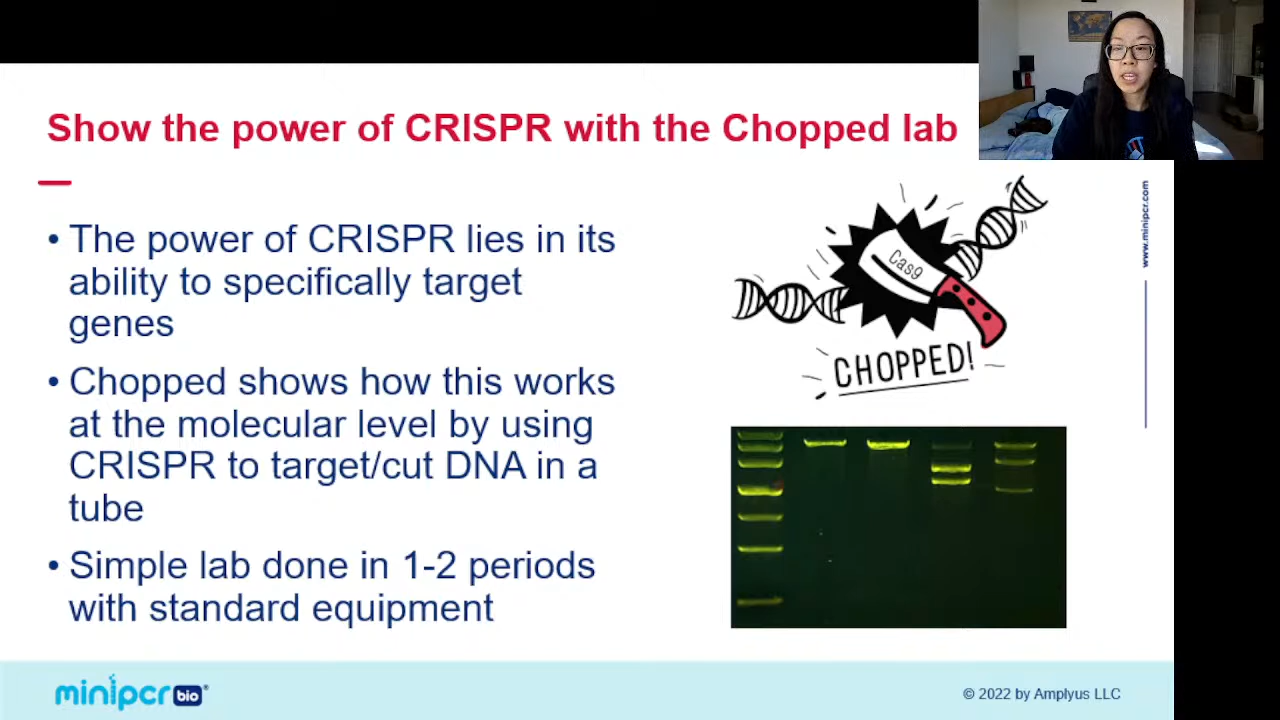 Show the power of CRISPR with the Chopped lab
www.minipcr.com
• The power of CRISPR lies in its
ability to specifically target
genes
• Chopped shows how this works
at the molecular level by using
CRISPR to target/cut DNA in a
tube
• Simple lab done in 1-2 periods
with standard equipment
Cas9
CHOPPED!
minipcr bio®
© 2022 by Amplyus LLC